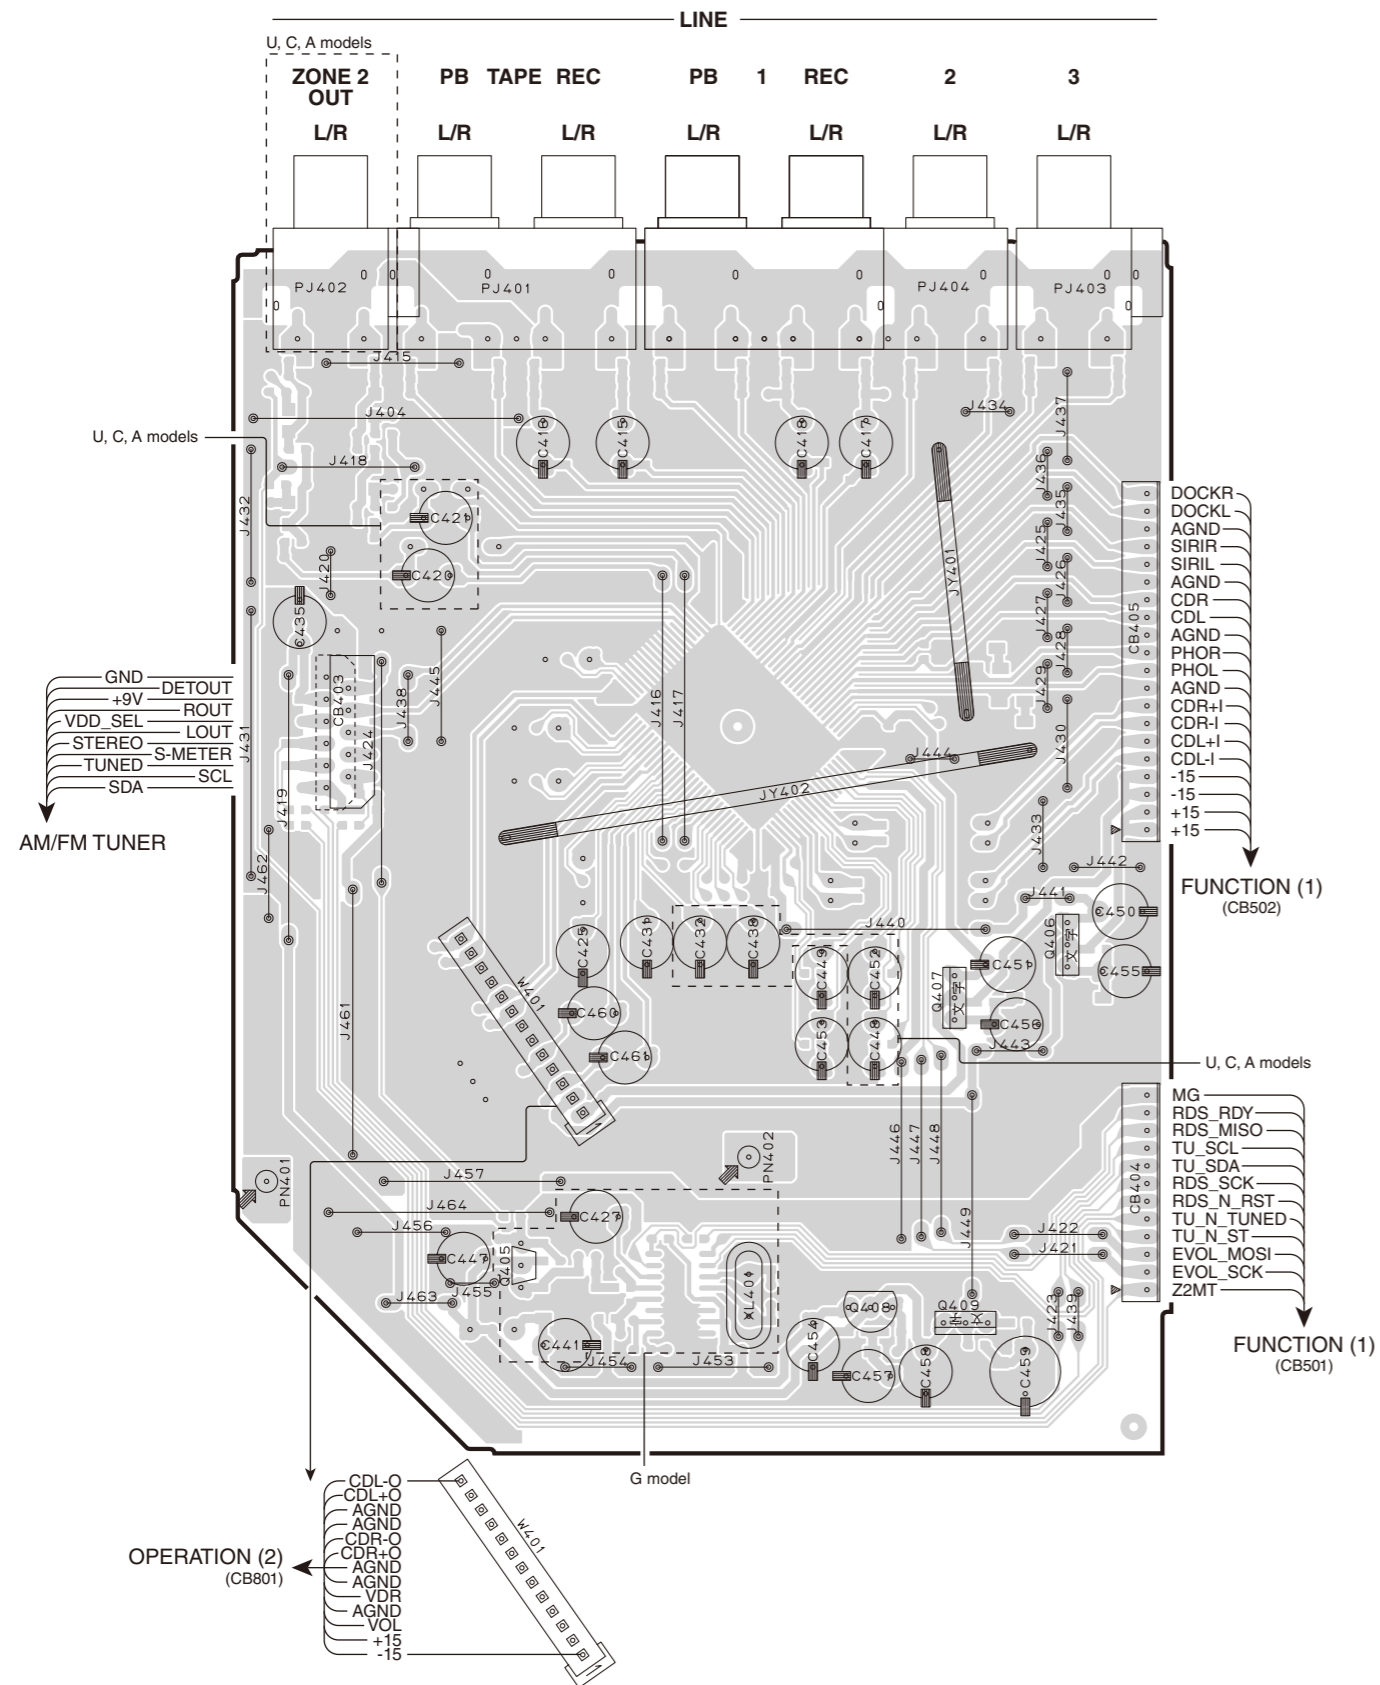 LINE
U, C, A models
ZONE 2 OUT
PB TAPE REC
PB 1 REC
2
3
L/R
L/R
L/R
L/R
L/R
L/R
L/R
PJ402
PJ401
PJ404
PJ403
J415
J404
J434
J437
C416
C415
C418
C417
U, C, A models
J418
J436
J435
J432
C421
J425
J420
C420
JY401
J426
C435
J427
J428
J429
CB405
DOCKR
DOCKL
AGND
SIRIR
SIRIL
AGND
CDR
CDL
AGND
PHOR
PHOL
AGND
CDR+I
CDR-I
CDL+I
CDL-I
-15
-15
+15
+15
FUNCTION (1)
(CB502)
GND
DETOUT
+9V
ROUT
VDD_SEL
LOUT
STEREO
S-METER
TUNED
SCL
SDA
AM/FM TUNER
CB403
J424
J438
J445
J416
J417
J431
J430
J444
JY402
J419
J462
J433
J442
J441
C450
J440
Q406
C425
C431
C432
C438
C449
C452
C451
C455
Q407
文字
文字
W401
C460
C461
C453
C448
C456
J443
J461
U, C, A models
J446
J447
J448
J449
PN401
PN402
J457
J464
C427
J456
C447
Q405
J455
J463
XL401
CB404
MG
RDS_RDY
RDS_MISO
TU_SCL
TU_SDA
RDS_SCK
RDS_N_RST
TU_N_TUNED
TU_N_ST
EVOL_MOSI
EVOL_SCK
Z2MT
FUNCTION (1)
(CB501)
J422
J421
J423
J439
Q408
Q409
文字
C441
C454
C457
C458
C459
J454
J453
G model
CDL-O
CDL+O
AGND
AGND
CDR-O
CDR+O
AGND
AGND
VDR
AGND
VOL
+15
-15
OPERATION (2)
(CB801)
W401